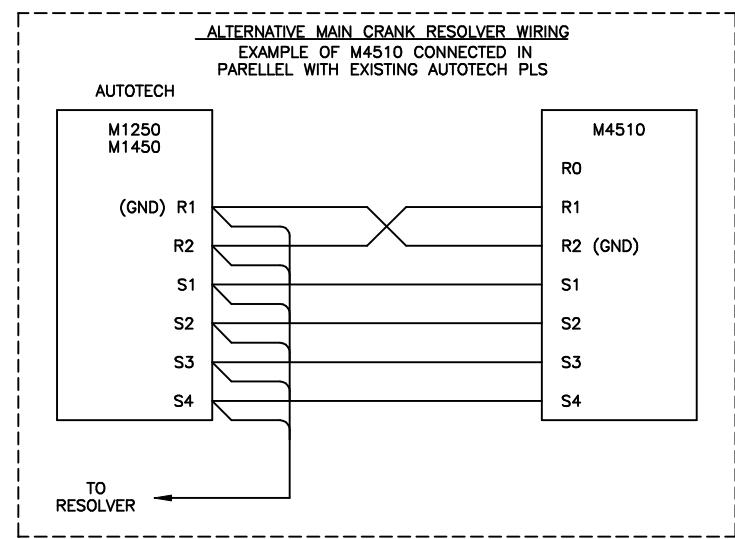 ALTERNATIVE MAIN CRANK RESOLVER WIRING
EXAMPLE OF M4510 CONNECTED IN
PARELLEL WITH EXISTING AUTOTECH PLS
AUTOTECH
M1250
M1450
(GND) R1
R2
S1
S2
S3
S4
M4510
R0
R1
R2 (GND)
S1
S2
S3
S4
TO
RESOLVER